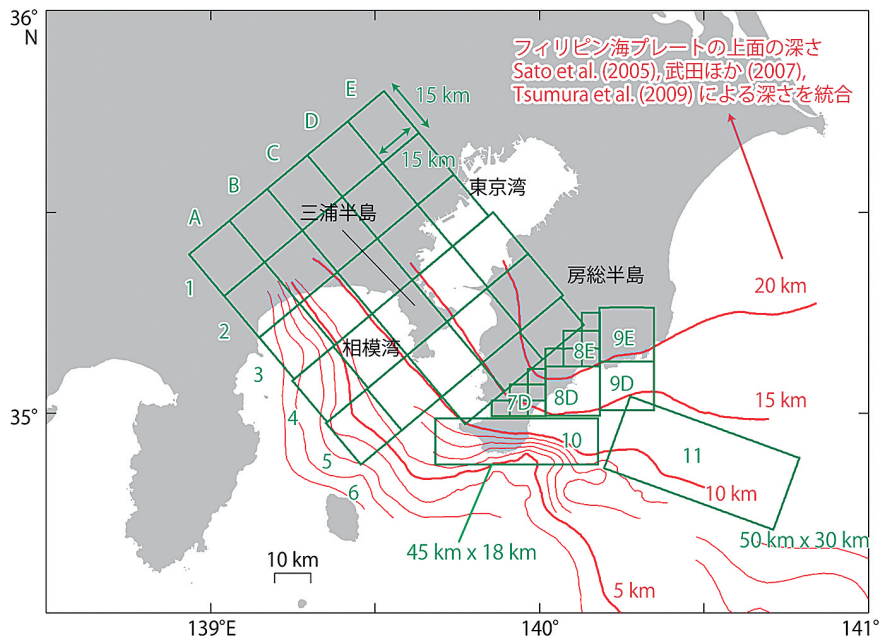 36°
N
フィリピン海プレートの上面の深さ
Sato et al. (2005), 武田ほか (2007),
Tsumura et al. (2009) による深さを統合
E
15 km
D
C
15 km
B
東京湾
A
三浦半島
房総半島
1
20 km
2
9E
相模湾
8E
3
9D
7D
8D
15 km
4
35°
10
5
11
6
10 km
45 km x 18 km
50 km x 30 km
10 km
5 km
139°E
140°
141°